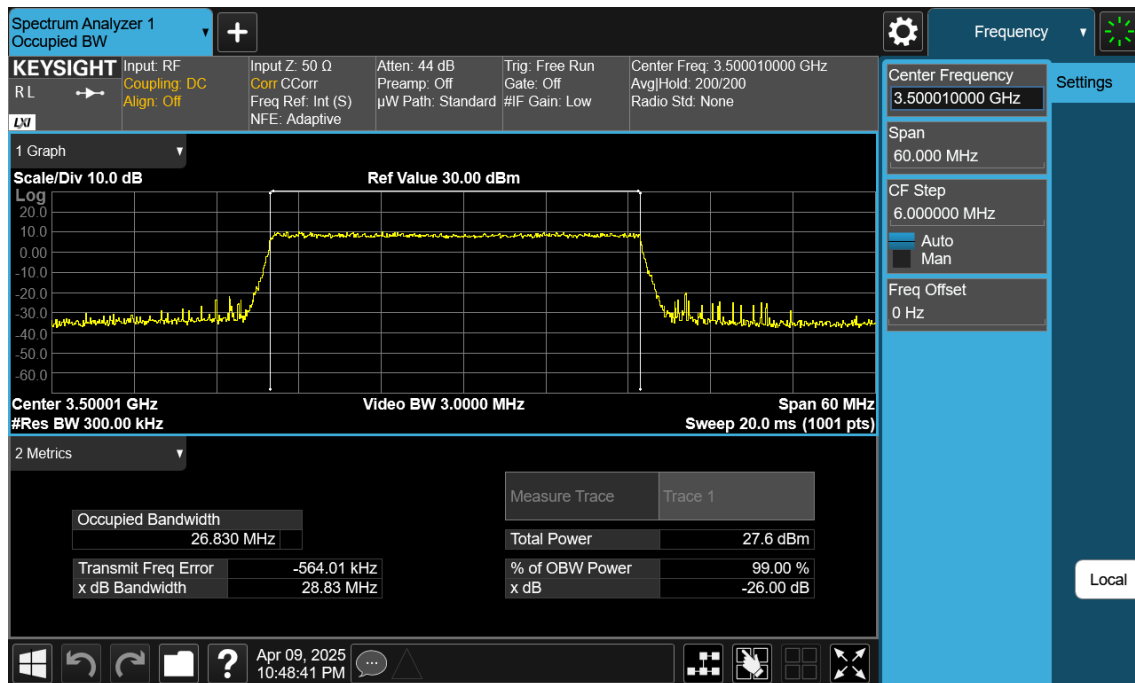 Spectrum Analyzer 1
Occupied BW
+
Frequency
KEYSIGHT
R L
LXI
Input: RF
Coupling: DC
Align: Off
Input Z: 50 Ω
Corr CCorr
Freq Ref: Int (S)
NFE: Adaptive
Atten: 44 dB
Preamp: Off
µW Path: Standard
Trig: Free Run
Gate: Off
#IF Gain: Low
Center Freq: 3.500010000 GHz
Avg|Hold: 200/200
Radio Std: None
1 Graph
Scale/Div 10.0 dB
Ref Value 30.00 dBm
Log
20.0
10.0
0.00
-10.0
-20.0
-30.0
-40.0
-50.0
-60.0
Center 3.50001 GHz
Video BW 3.0000 MHz
Span 60 MHz
#Res BW 300.00 kHz
Sweep 20.0 ms (1001 pts)
2 Metrics
Measure Trace
Trace 1
Occupied Bandwidth
26.830 MHz
Total Power
27.6 dBm
Transmit Freq Error
-564.01 kHz
% of OBW Power
99.00 %
x dB Bandwidth
28.83 MHz
x dB
-26.00 dB
Center Frequency
3.500010000 GHz
Settings
Span
60.000 MHz
CF Step
6.000000 MHz
Auto
Man
Freq Offset
0 Hz
Local
?
Apr 09, 2025
10:48:41 PM